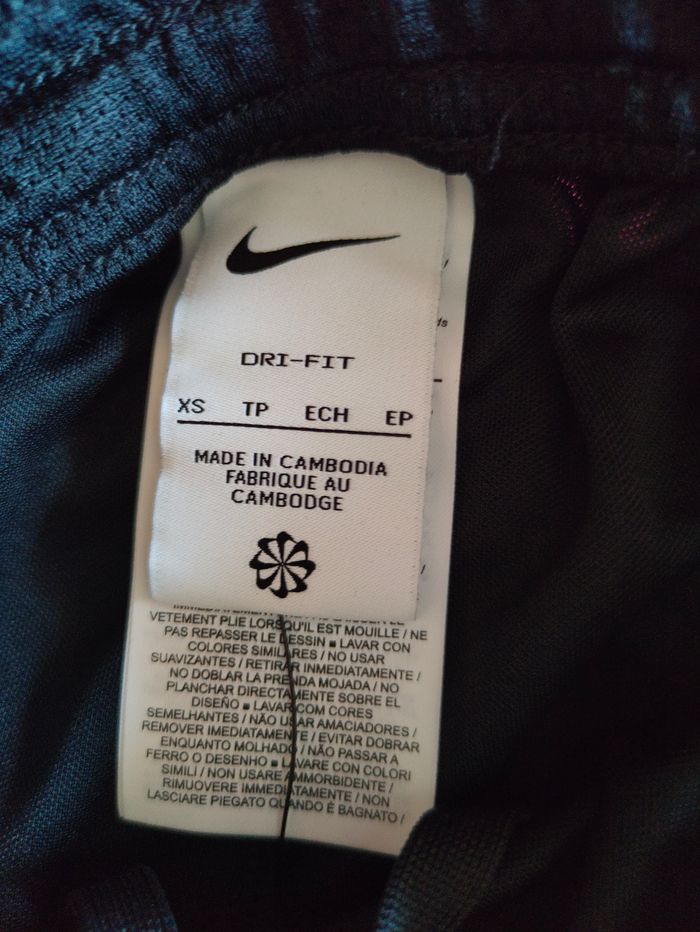 DRI-FIT
XS TP ECH EP
MADE IN CAMBODIA
FABRIQUE AU
CAMBODGE
VETEMENT PLIE LORSQU'IL EST MOUILLE / NE
PAS REPASSER LE DESSIN ■ LAVAR CON
COLORES SIMILARES / NO USAR
SUAVIZANTES / RETIRAR INMEDIATAMENTE /
NO DOBLAR LA PRENDA MOJADA / NO
PLANCHAR DIRECTAMENTE SOBRE EL
DISEÑO ■ LAVAR COM CORES
SEMELHANTES / NÃO USAR AMACIADORES /
REMOVER IMEDIATAMENTE / EVITAR DOBRAR
ENQUANTO MOLHADO / NÃO PASSAR A
FERRO O DESENHO ■ LAVARE CON COLORI
SIMILI / NON USARE AMMORBIDENTE /
RIMUOVERE IMMEDIATAMENTE / NON
LASCIARE PIEGATO QUANDO È BAGNATO /